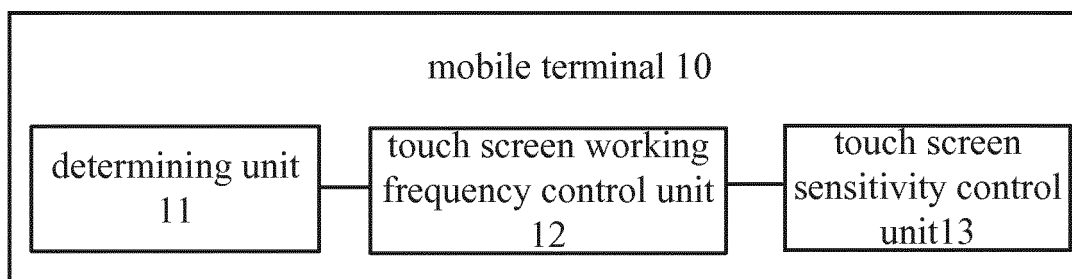 mobile terminal 10
determining unit
11
touch screen working
frequency control unit
12
touch screen
sensitivity control
unit13